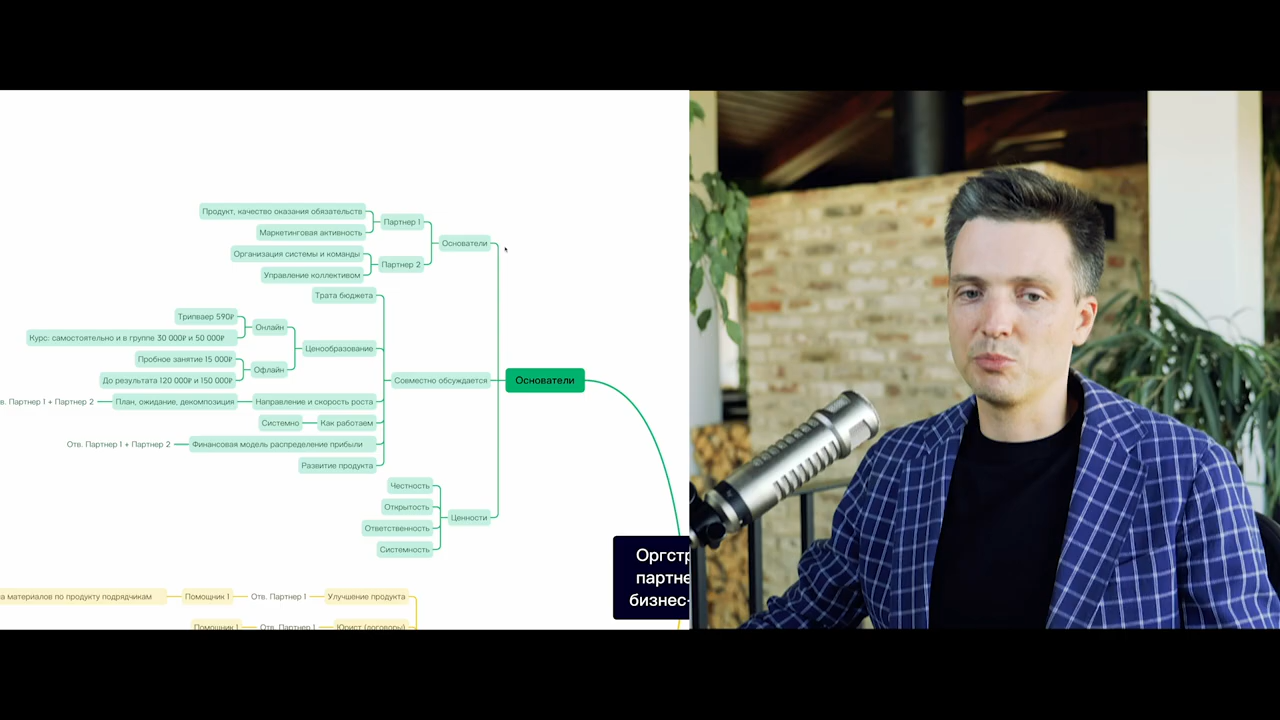 Продукт, качество оказания обязательств
Партнер 1
Маркетинговая активность
Основатели
Организация системы и команды
Партнер 2
Управление коллективом
Трата бюджета
Трипваер 590₽
Онлайн
Курс: самостоятельно и в группе 30 000₽ и 50 000₽
Ценообразование
Пробное занятие 15 000₽
Офлайн
До результата 120 000₽ и 150 000₽
Совместно обсуждается
Основатели
в. Партнер 1 + Партнер 2
План, ожидание, декомпозиция
Направление и скорость роста
Системно
Как работаем
Отв. Партнер 1 + Партнер 2
Финансовая модель распределение прибыли
Развитие продукта
Честность
Открытость
Ценности
Ответственность
Системность
Оргстр
партне
бизнес-
а материалов по продукту подрядчикам
Помощник 1
Отв. Партнер 1
Улучшение продукта
Помощник 1
Отв. Партнер 1
Юрист (договоры)